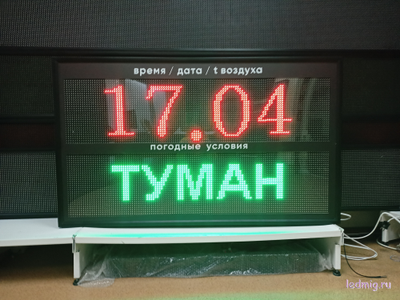 время / дата / t воздуха
17.04
погодные условия
ТУМАН
ledmig.ru